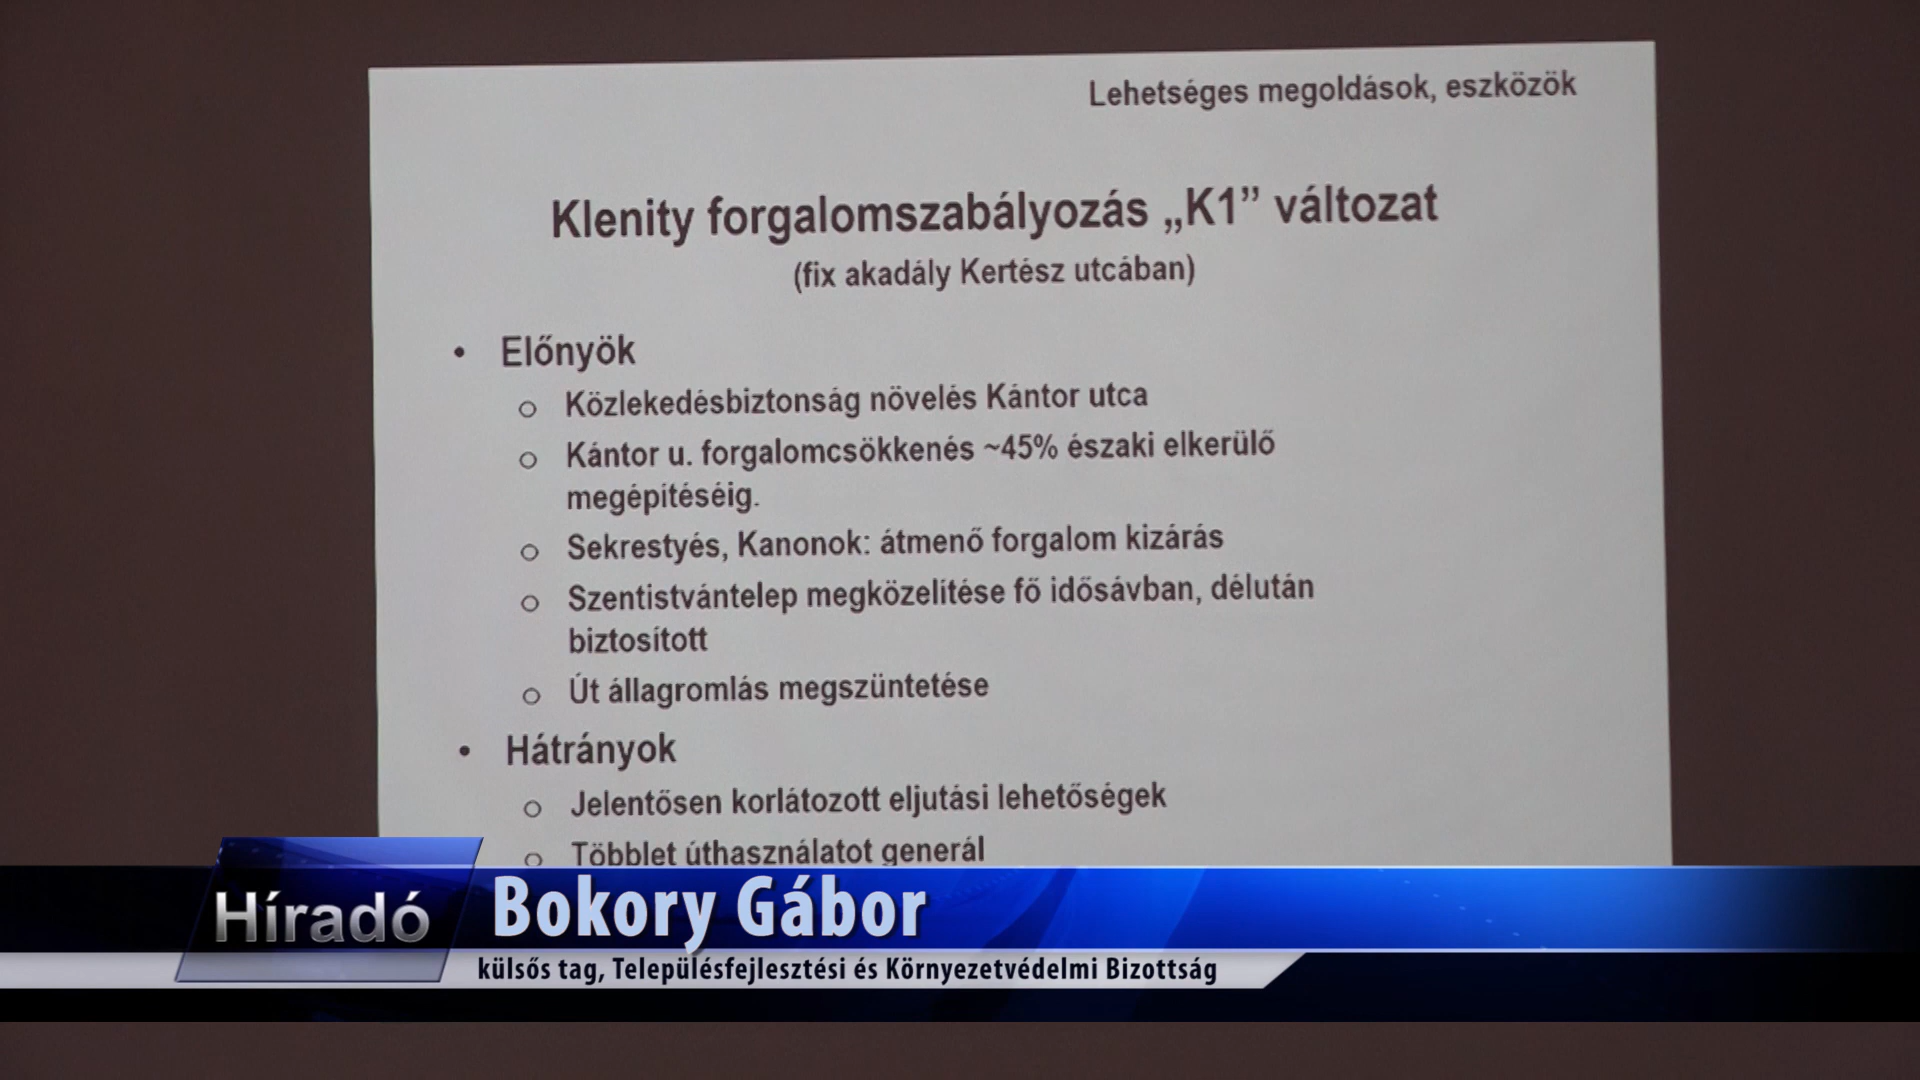 Lehetséges megoldások, eszközök
Klenity forgalomszabályozás „K1” változat
(fix akadály Kertész utcában)
• Előnyök
o Közlekedésbiztonság növelés Kántor utca
o Kántor u. forgalomcsökkenés ~45% északi elkerülő
megépítéséig.
o Sekrestyés, Kanonok: átmenő forgalom kizárás
o Szentistvántelep megközelítése fő idősávban, délután
biztosított
o Út állagromlás megszüntetése
• Hátrányok
o Jelentősen korlátozott eljutási lehetőségek
o Többlet úthasználatot generál
Híradó
Bokory Gábor
külsős tag, Településfejlesztési és Környezetvédelmi Bizottság